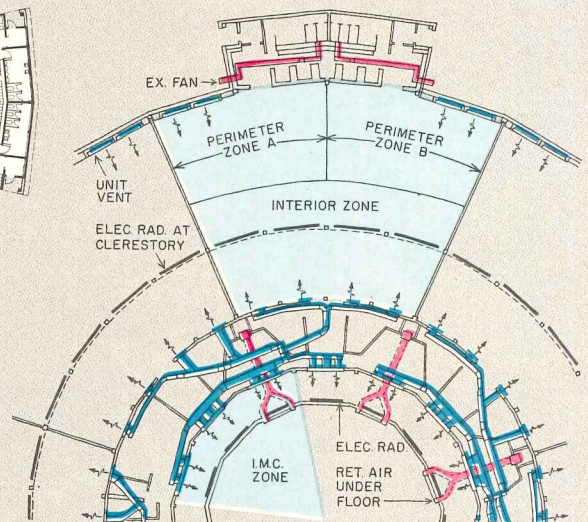 EX. FAN
PERIMETER
ZONE A
PERIMETER
ZONE B
UNIT
VENT
INTERIOR ZONE
ELEC. RAD. AT
CLERESTORY
I.M.C.
ZONE
ELEC. RAD.
RET. AIR
UNDER
FLOOR